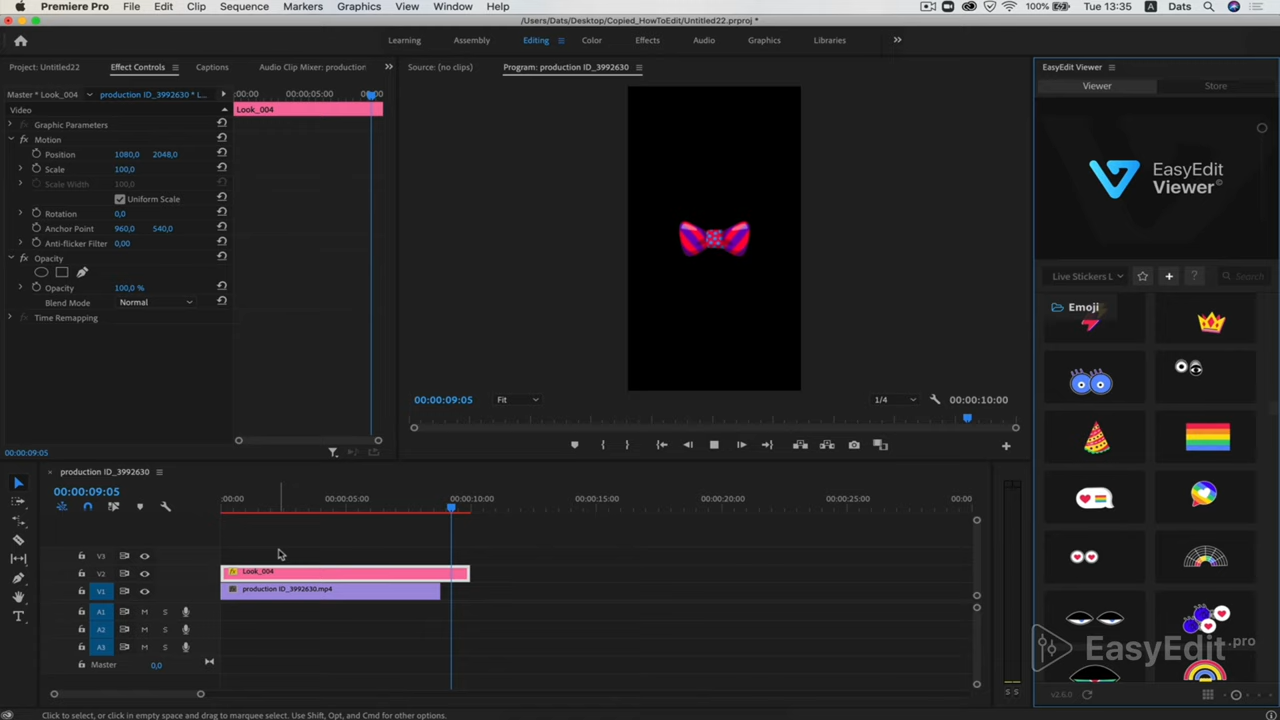 Premiere Pro File Edit Clip Sequence Markers Graphics View Window Help 100% Tue 13:35 A Dats
/Users/Dats/Desktop/Copied_HowToEdit/Untitled22.prproj *
Learning Assembly Editing Color Effects Audio Graphics Libraries
Project: Untitled22 Effect Controls Captions Audio Clip Mixer: production
Source: (no clips) Program: production ID_3992630
EasyEdit Viewer
Viewer Store
Master * Look_004 production ID_3992630 * L... :00:00 00:00:05:00 00:00
Video Look_004
Graphic Parameters
fx Motion
Position 1080,0 2048,0
Scale 100,0
Scale Width 100,0
Uniform Scale
Rotation 0,0
Anchor Point 960,0 540,0
Anti-flicker Filter 0,00
fx Opacity
Opacity 100,0 %
Blend Mode Normal
Time Remapping
00:00:09:05
00:00:09:05 Fit 1/4 00:00:10:00
EasyEdit
Viewer©
Live Stickers L + ? Search
Emoji
production ID_3992630
00:00:09:05
:00:00 00:00:05:00 00:00:10:00 00:00:15:00 00:00:20:00 00:00:25:00 00:00
V3
V2 fx Look_004
V1 production ID_3992630.mp4
A1 M S
A2 M S
A3 M S
Master 0,0
S S
EasyEdit.pro
v2.6.0
Click to select, or click in empty space and drag to marquee select. Use Shift, Opt, and Cmd for other options.